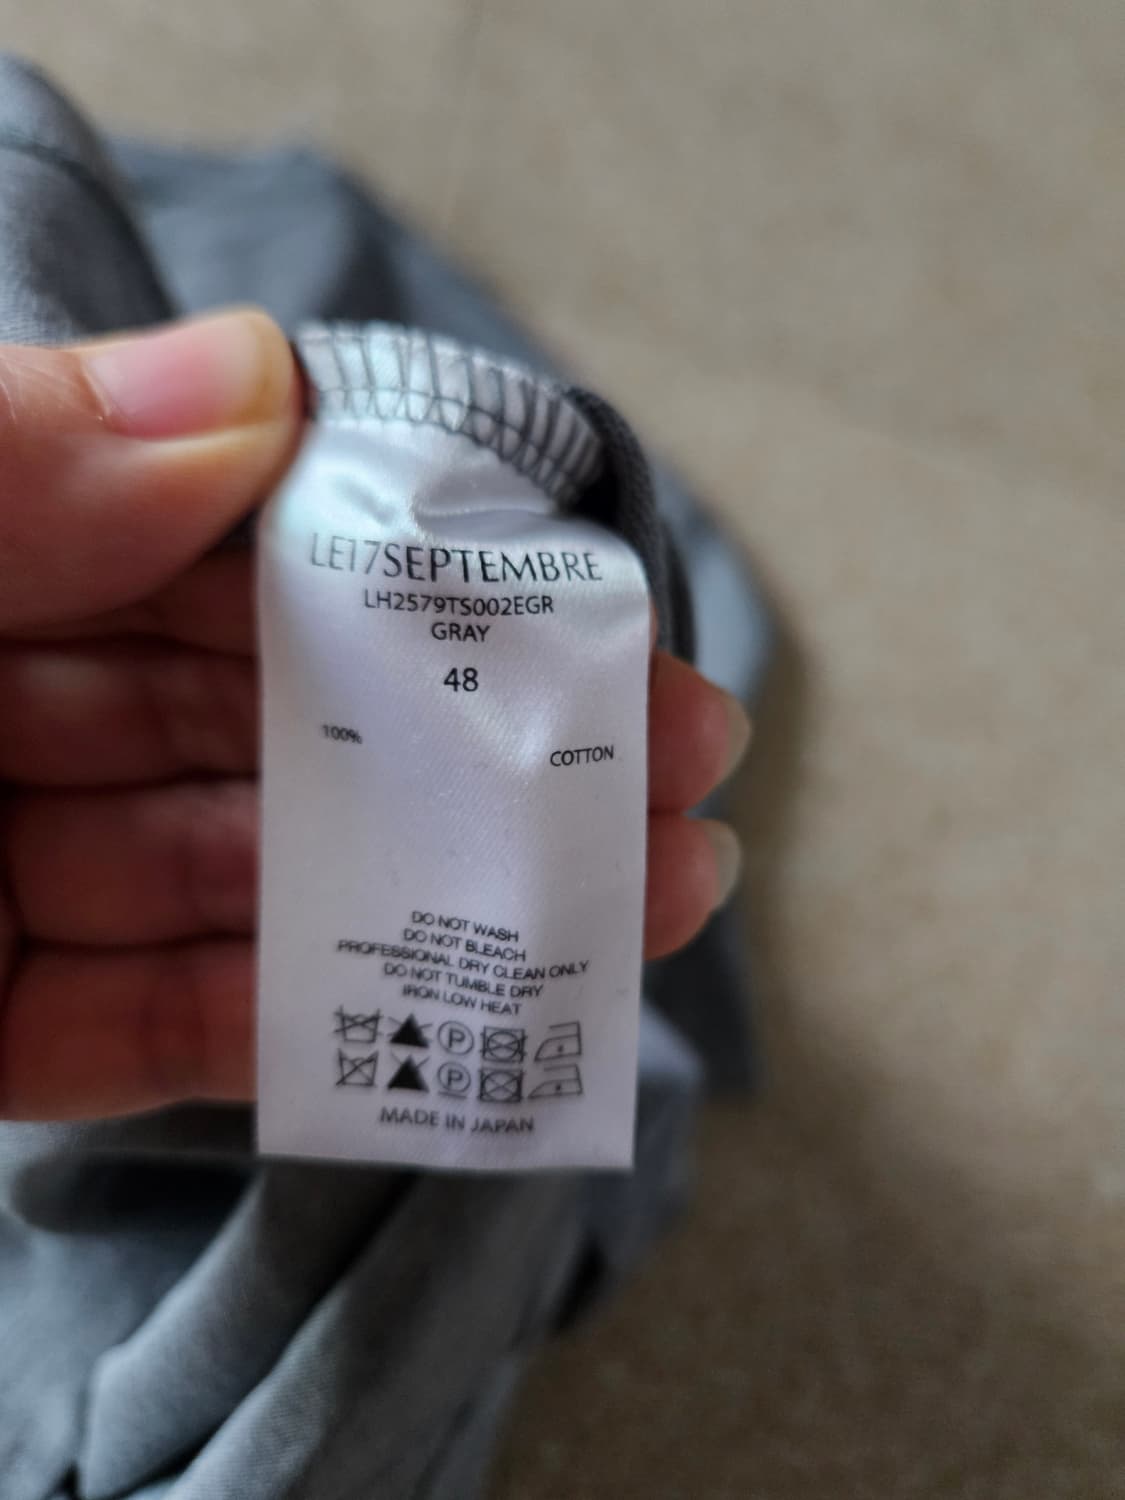 LE17SEPTEMBRE
LH2579TS002EGR
GRAY
48
100% COTTON
DO NOT WASH
DO NOT BLEACH
PROFESSIONAL DRY CLEAN ONLY
DO NOT TUMBLE DRY
IRON LOW HEAT
P
P
MADE IN JAPAN